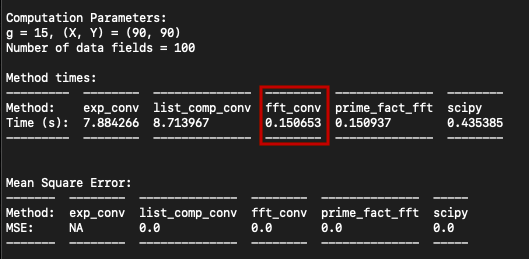 Computation Parameters:
g = 15, (X, Y) = (90, 90)
Number of data fields = 100
Method times:
Method: exp_conv list_comp_conv fft_conv prime_fact_fft scipy
Time (s): 7.884266 8.713967 0.150653 0.150937 0.435385
Mean Square Error:
Method: exp_conv list_comp_conv fft_conv prime_fact_fft scipy
MSE: NA 0.0 0.0 0.0 0.0